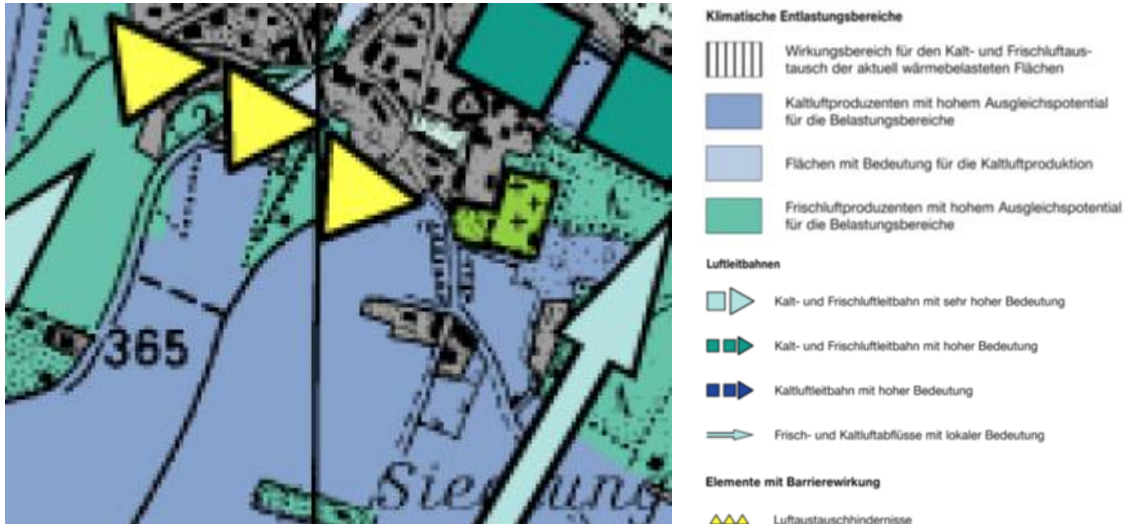 365
Siedlung
Klimatische Entlastungsbereiche
Wirkungsbereich für den Kalt- und Frischluftaus-
tausch der aktuell wärmebelasteten Flächen
Kaltluftproduzenten mit hohem Ausgleichspotential
für die Belastungsbereiche
Flächen mit Bedeutung für die Kaltluftproduktion
Frischluftproduzenten mit hohem Ausgleichspotential
für die Belastungsbereiche
Luftleitbahnen
Kalt- und Frischluftleitbahn mit sehr hoher Bedeutung
Kalt- und Frischluftleitbahn mit hoher Bedeutung
Kaltluftleitbahn mit hoher Bedeutung
Frisch- und Kaltluftabflüsse mit lokaler Bedeutung
Elemente mit Barrierewirkung
Luftaustauschhindernisse